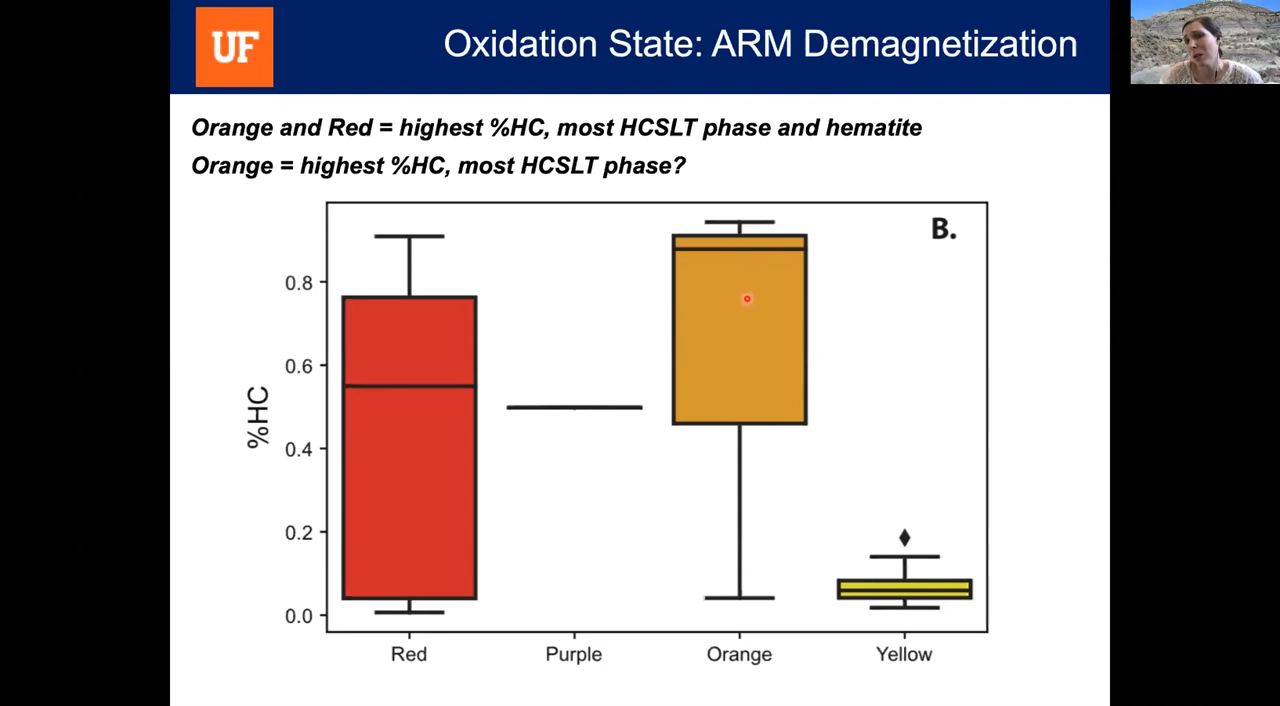 UF
Oxidation State: ARM Demagnetization
Orange and Red = highest %HC, most HCSLT phase and hematite
Orange = highest %HC, most HCSLT phase?
B.
%HC
0.8
0.6
0.4
0.2
0.0
Red Purple Orange Yellow